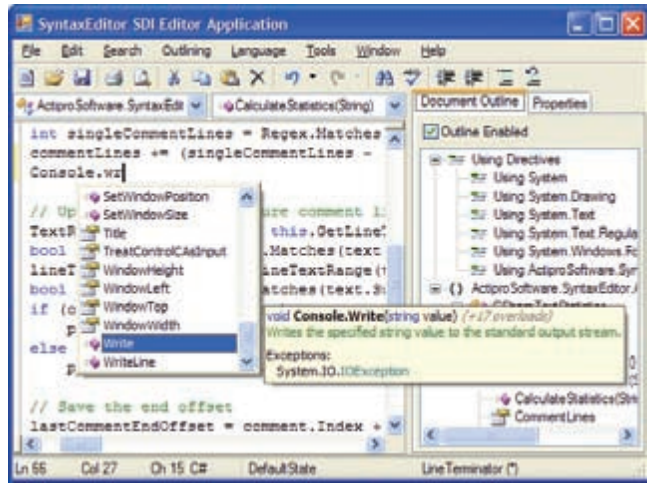 SyntaxEditor SDI Editor Application
File Edit Search Outlining Language Tools Window Help
ActiproSoftware.SyntaxEdit CalculateStatistics(String)
Document Outline Properties
Outline Enabled
int singleCommentLines = Regex.Matches
commentLines += (singleCommentLines -
Console.wr
SetWindowPosition
SetWindowSize
Title
TreatControlCAsInput
WindowHeight
WindowLeft
WindowTop
WindowWidth
Write
WriteLine
// Up ure comment l
TextR this.GetLine
bool .Matches(text
lineT ineTextRange(
bool atches(text.S
if (o
p
else
p
// Save the end offset
lastCommentEndOffset = comment.Index +
void Console.Write(string value) (+17 overloads)
Writes the specified string value to the standard output stream.
Exceptions:
System.IO.IOException
Using Directives
Using System
Using System.Drawing
Using System.Text
Using System.Text.Regula
Using System.Windows.Fo
Using ActiproSoftware.Syn
{} ActiproSoftware.SyntaxEditor.
CalculateStatistics(Stri
CommentLines
Ln 55 Col 27 Ch 15 C# DefaultState LineTerminator (*)